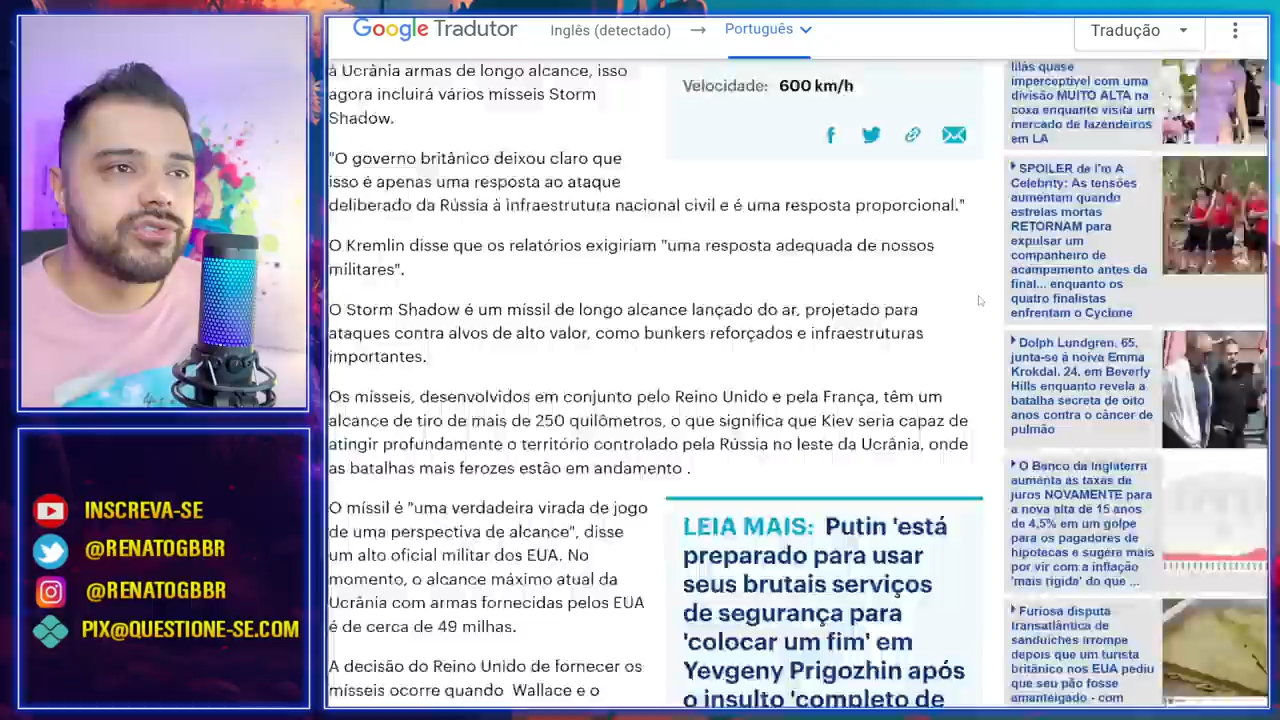 Google Tradutor
Inglês (detectado)
→
Português
Tradução
à Ucrânia armas de longo alcance, isso
agora incluirá vários mísseis Storm
Shadow.
"O governo britânico deixou claro que
isso é apenas uma resposta ao ataque
deliberado da Rússia à infraestrutura nacional civil e é uma resposta proporcional."
O Kremlin disse que os relatórios exigiriam "uma resposta adequada de nossos
militares".
O Storm Shadow é um míssil de longo alcance lançado do ar, projetado para
ataques contra alvos de alto valor, como bunkers reforçados e infraestruturas
importantes.
Os mísseis, desenvolvidos em conjunto pelo Reino Unido e pela França, têm um
alcance de tiro de mais de 250 quilômetros, o que significa que Kiev seria capaz de
atingir profundamente o território controlado pela Rússia no leste da Ucrânia, onde
as batalhas mais ferozes estão em andamento .
O míssil é "uma verdadeira virada de jogo
de uma perspectiva de alcance", disse
um alto oficial militar dos EUA. No
momento, o alcance máximo atual da
Ucrânia com armas fornecidas pelos EUA
é de cerca de 49 milhas.
A decisão do Reino Unido de fornecer os
mísseis ocorre quando Wallace e o
Velocidade: 600 km/h
LEIA MAIS: Putin 'está
preparado para usar
seus brutais serviços
de segurança para
'colocar um fim' em
Yevgeny Prigozhin após
o insulto 'completo de
lilás quase
imperceptível com uma
divisão MUITO ALTA na
coxa enquanto visita um
mercado de fazendeiros
em LA
SPOILER de I'm A
Celebrity: As tensões
aumentam quando
estrelas mortas
RETORNAM para
expulsar um
companheiro de
acampamento antes da
final... enquanto os
quatro finalistas
enfrentam o Cyclone
Dolph Lundgren, 65,
junta-se à noiva Emma
Krokdal, 24, em Beverly
Hills enquanto revela a
batalha secreta de oito
anos contra o câncer de
pulmão
O Banco da Inglaterra
aumenta as taxas de
juros NOVAMENTE para
a nova alta de 15 anos
de 4,5% em um golpe
para os pagadores de
hipotecas e sugere mais
por vir com a inflação
'mais rígida' do que ...
Furiosa disputa
transatlântica de
sanduíches irrompe
depois que um turista
britânico nos EUA pediu
que seu pão fosse
amanteigado - com
INSCREVA-SE
@RENATOGBBR
@RENATOGBBR
PIX@QUESTIONE-SE.COM